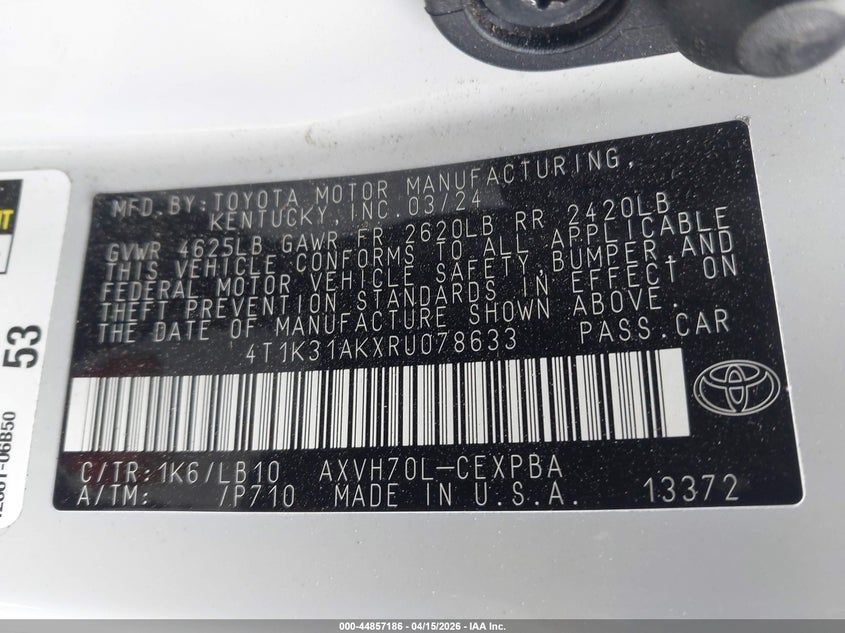 MFD. BY: TOYOTA MOTOR MANUFACTURING,
KENTUCKY, INC. 03/24
GVWR 4625LB GAWR FR 2620LB RR 2420LB
THIS VEHICLE CONFORMS TO ALL APPLICABLE
FEDERAL MOTOR VEHICLE SAFETY, BUMPER, AND
THEFT PREVENTION STANDARDS IN EFFECT ON
THE DATE OF MANUFACTURE SHOWN ABOVE.
4T1K31AKXRU078633 PASS.CAR
C/TR: 1K6/LB10 AXVH70L-CEXPBA
A/TM: /P710 MADE IN U.S.A. 13372
53
000-44857186 - 04/15/2026 - IAA Inc.